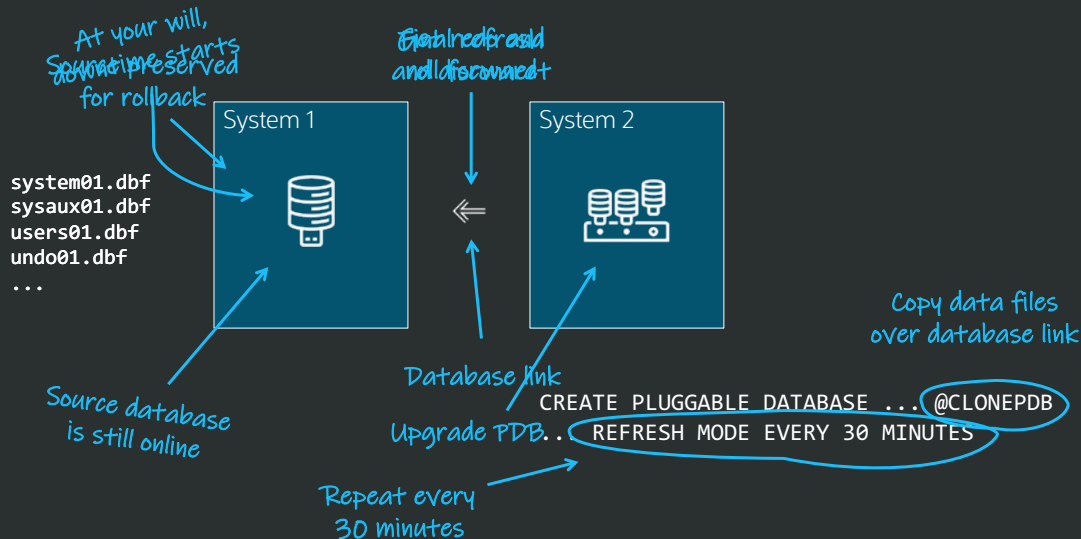 At your will,
starts
preserved
for rollback
System 1
System 2
system01.dbf
sysaux01.dbf
users01.dbf
undo01.dbf
...
Copy data files
over database link
Source database
is still online
Database link
CREATE PLUGGABLE DATABASE ... @CLONEPDB
Upgrade PDB
... REFRESH MODE EVERY 30 MINUTES
Repeat every
30 minutes